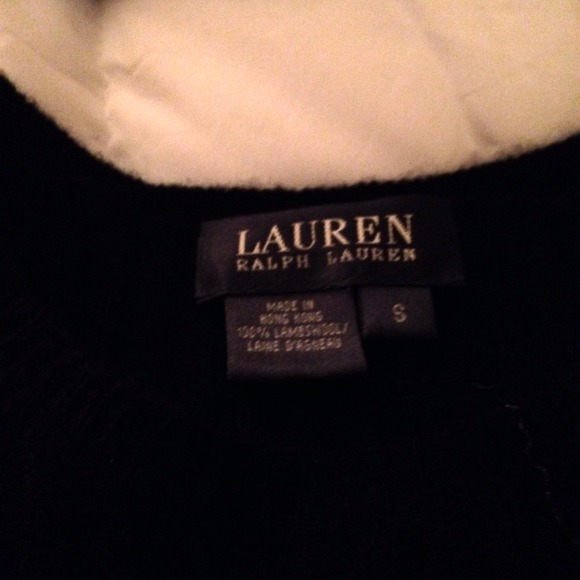 LAUREN
RALPH LAUREN
MADE IN
HONG KONG
100% LAMBSWOOL/
LAINE D'AGNEAU
S